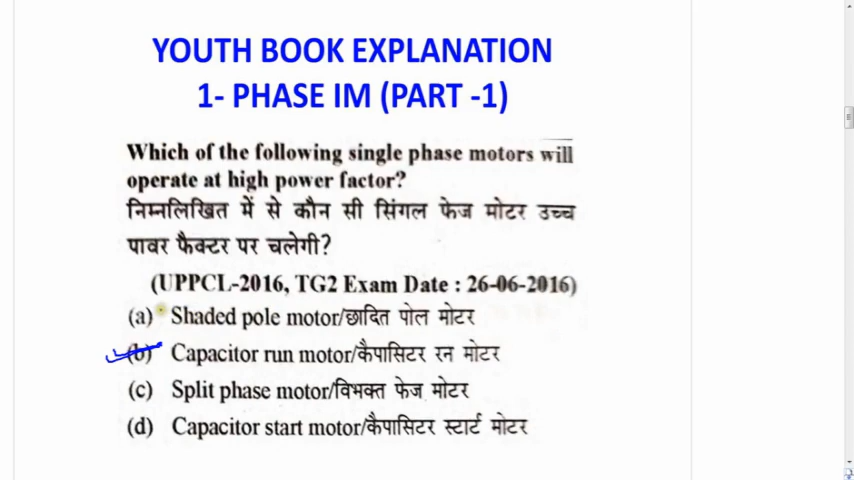 YOUTH BOOK EXPLANATION
1- PHASE IM (PART -1)
Which of the following single phase motors will
operate at high power factor?
निम्नलिखित में से कौन सी सिंगल फेज मोटर उच्च
पावर फैक्टर पर चलेगी?
(UPPCL-2016, TG2 Exam Date : 26-06-2016)
(a) Shaded pole motor/छादित पोल मोटर
(b) Capacitor run motor/कैपासिटर रन मोटर
(c) Split phase motor/विभक्त फेज मोटर
(d) Capacitor start motor/कैपासिटर स्टार्ट मोटर